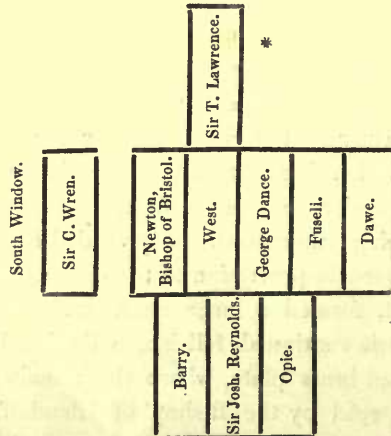 South Window.
Sir C. Wren.
Newton,
Bishop of Bristol.
West.
George Dance.
Fuseli.
Dawe.
Sir T. Lawrence.
*
Barry.
Sir Josh. Reynolds.
Opie.